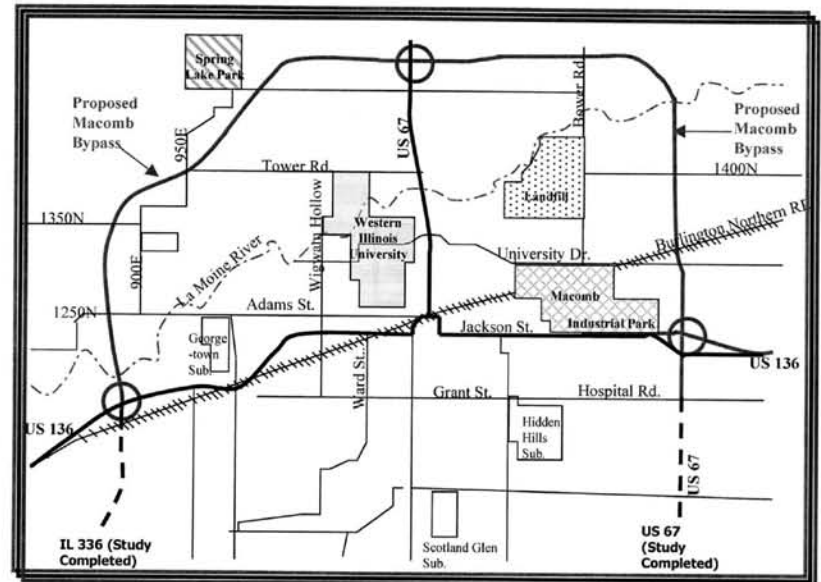 Spring
Lake Park
Proposed
Macomb
Bypass
950E
US 67
Bower Rd.
Proposed
Macomb
Bypass
Tower Rd.
1400N
Landfill
1350N
Wigwam Hollow
Western
Illinois
University
University Dr.
Burlington Northern RR
900E
La Moine River
Macomb
Industrial Park
1250N
Adams St.
Jackson St.
George
-town
Sub.
US 136
Ward St.
Grant St.
Hospital Rd.
US 136
Hidden
Hills
Sub.
US 67
IL 336 (Study
Completed)
Scotland Glen
Sub.
US 67
(Study
Completed)